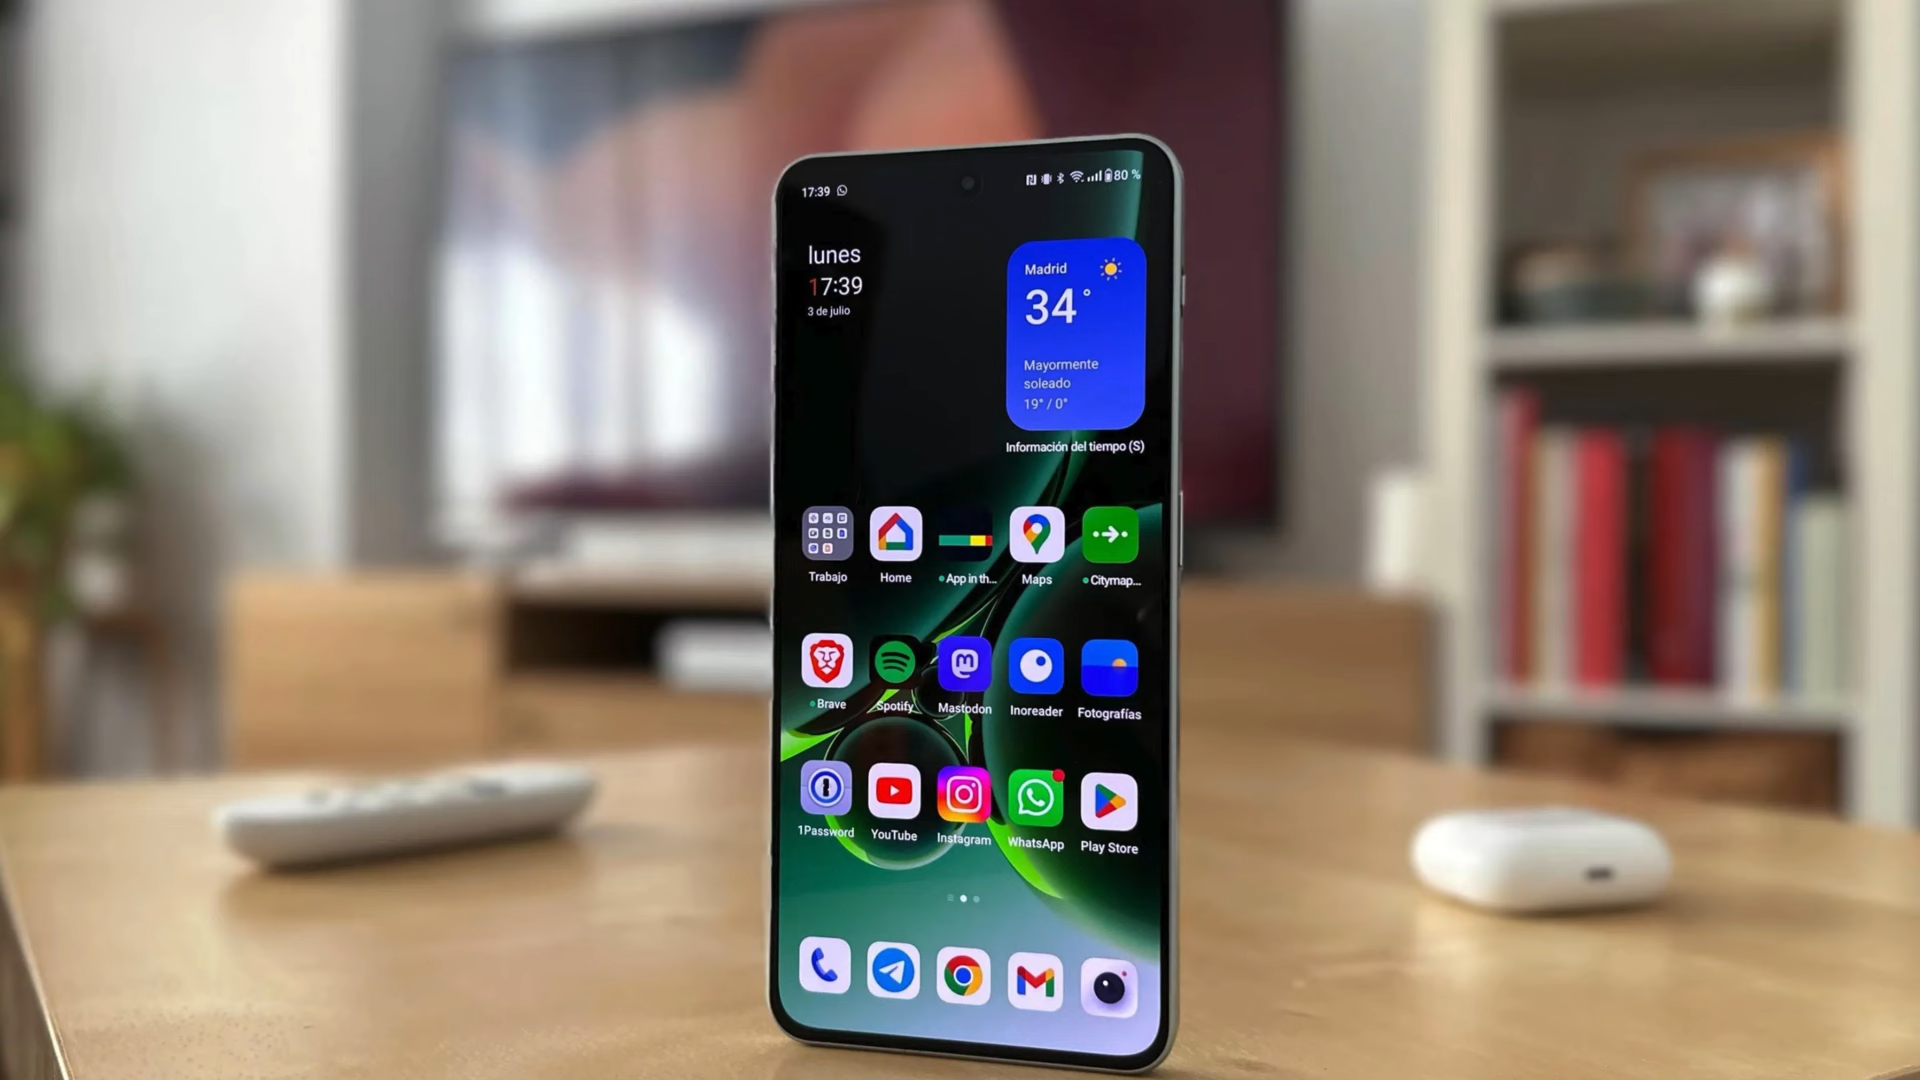 17:39
80 %
lunes
17:39
3 de julio
Madrid
34°
Mayormente
soleado
19° / 0°
Información del tiempo (S)
Trabajo
Home
App in th...
Maps
Citymap...
Brave
Spotify
Mastodon
Inoreader
Fotografías
1Password
YouTube
Instagram
WhatsApp
Play Store